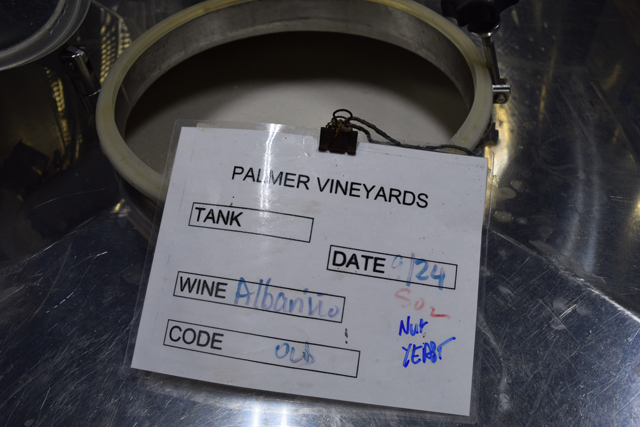 PALMER VINEYARDS
TANK
DATE 9/24
WINE Albarino
SO2
CODE
Nut
YEAST